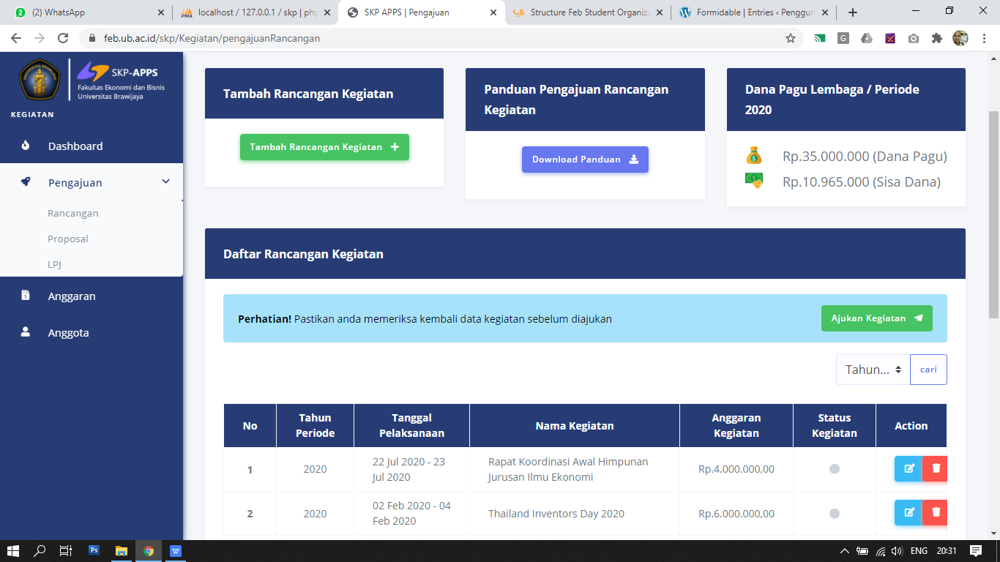 2
(2) WhatsApp
PMA
localhost / 127.0.0.1 / skp | php
SKP APPS | Pengajuan
Structure Feb Student Organiza
Formidable | Entries ‹ Penggun
feb.ub.ac.id/skp/Kegiatan/pengajuanRancangan
UNIVERSITAS BRAWIJAYA
SKP-APPS
Fakultas Ekonomi dan Bisnis
Universitas Brawijaya
KEGIATAN
Dashboard
Pengajuan
Rancangan
Proposal
LPJ
Anggaran
Anggota
Tambah Rancangan Kegiatan
Tambah Rancangan Kegiatan
Panduan Pengajuan Rancangan
Kegiatan
Download Panduan
Dana Pagu Lembaga / Periode
2020
Rp.35.000.000 (Dana Pagu)
Rp.10.965.000 (Sisa Dana)
Daftar Rancangan Kegiatan
Perhatian! Pastikan anda memeriksa kembali data kegiatan sebelum diajukan
Ajukan Kegiatan
Tahun...
cari
No
Tahun
Periode
Tanggal
Pelaksanaan
Nama Kegiatan
Anggaran
Kegiatan
Status
Kegiatan
Action
1
2020
22 Jul 2020 - 23
Jul 2020
Rapat Koordinasi Awal Himpunan
Jurusan Ilmu Ekonomi
Rp.4.000.000,00
2
2020
02 Feb 2020 - 04
Feb 2020
Thailand Inventors Day 2020
Rp.6.000.000,00
Ps
W
ENG
20:31